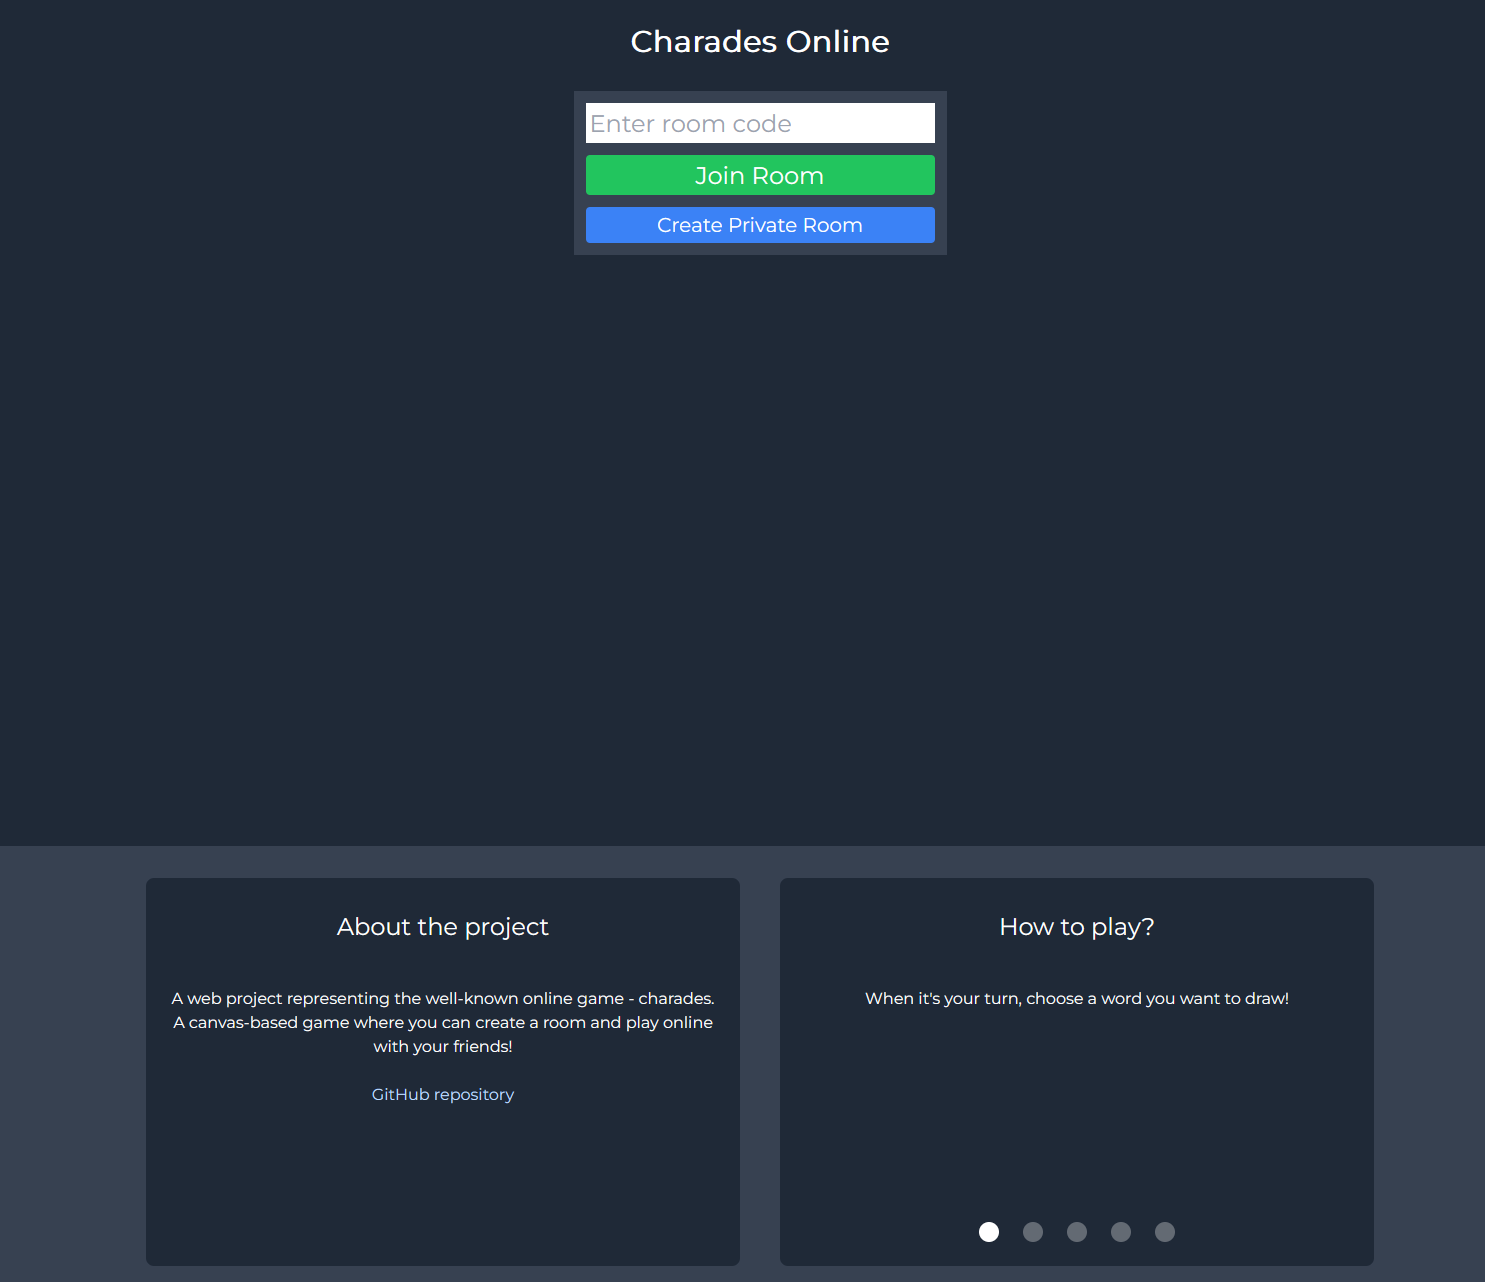 Charades Online
Enter room code
Join Room
Create Private Room
About the project
A web project representing the well-known online game - charades.
A canvas-based game where you can create a room and play online
with your friends!
GitHub repository
How to play?
When it's your turn, choose a word you want to draw!